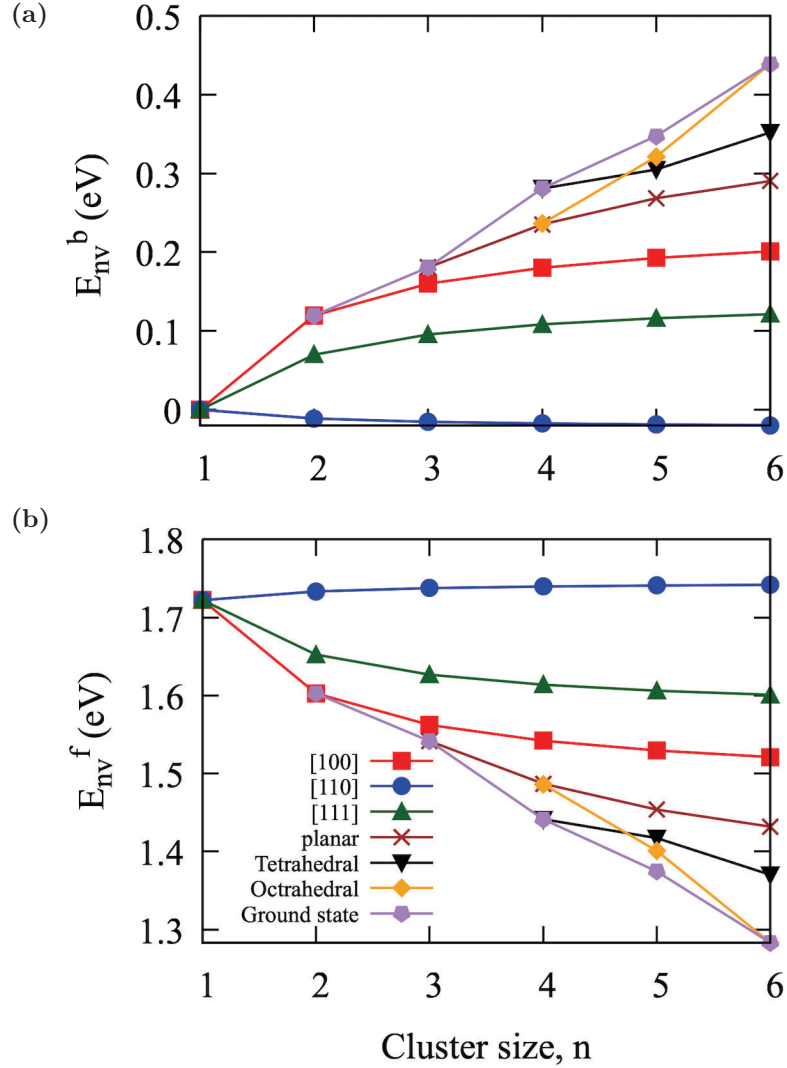 (a)
0.5
0.4
0.3
0.2
0.1
0
E_nv^b (eV)
1 2 3 4 5 6
(b)
1.8
1.7
1.6
1.5
1.4
1.3
E_nv^f (eV)
[100]
[110]
[111]
planar
Tetrahedral
Octrahedral
Ground state
1 2 3 4 5 6
Cluster size, n